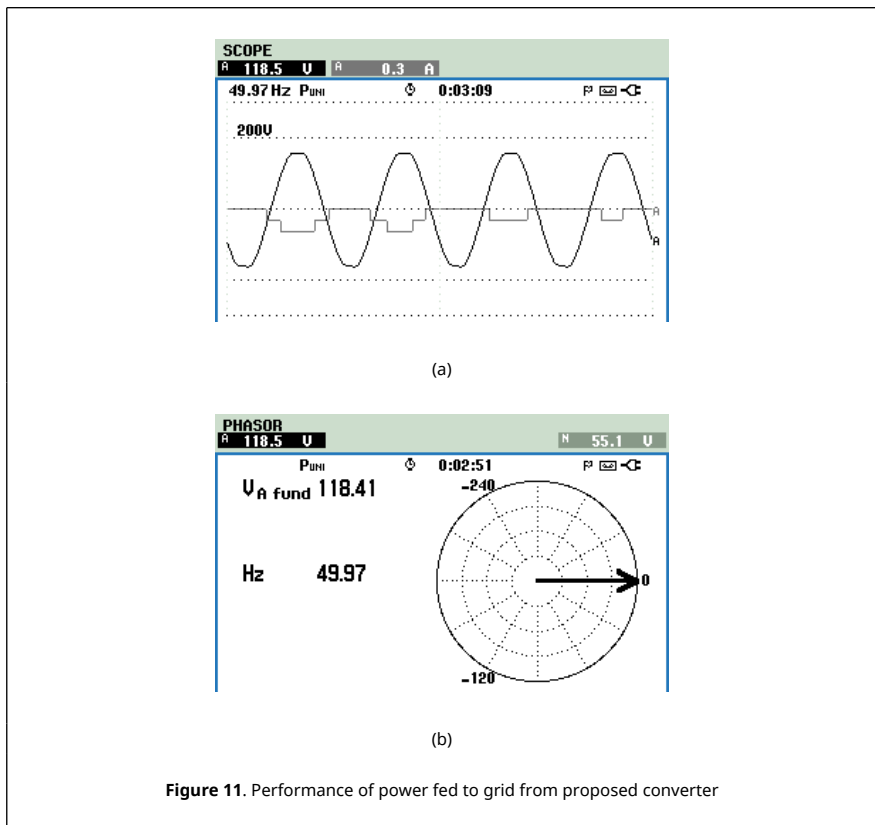 SCOPE
A 118.5 V A 0.3 A
49.97 Hz PUNI 0:03:09
200V
A
A
(a)
PHASOR
A 118.5 V N 55.1 V
PUNI 0:02:51
VA fund 118.41
-240
Hz 49.97
0
-120
(b)
Figure 11. Performance of power fed to grid from proposed converter